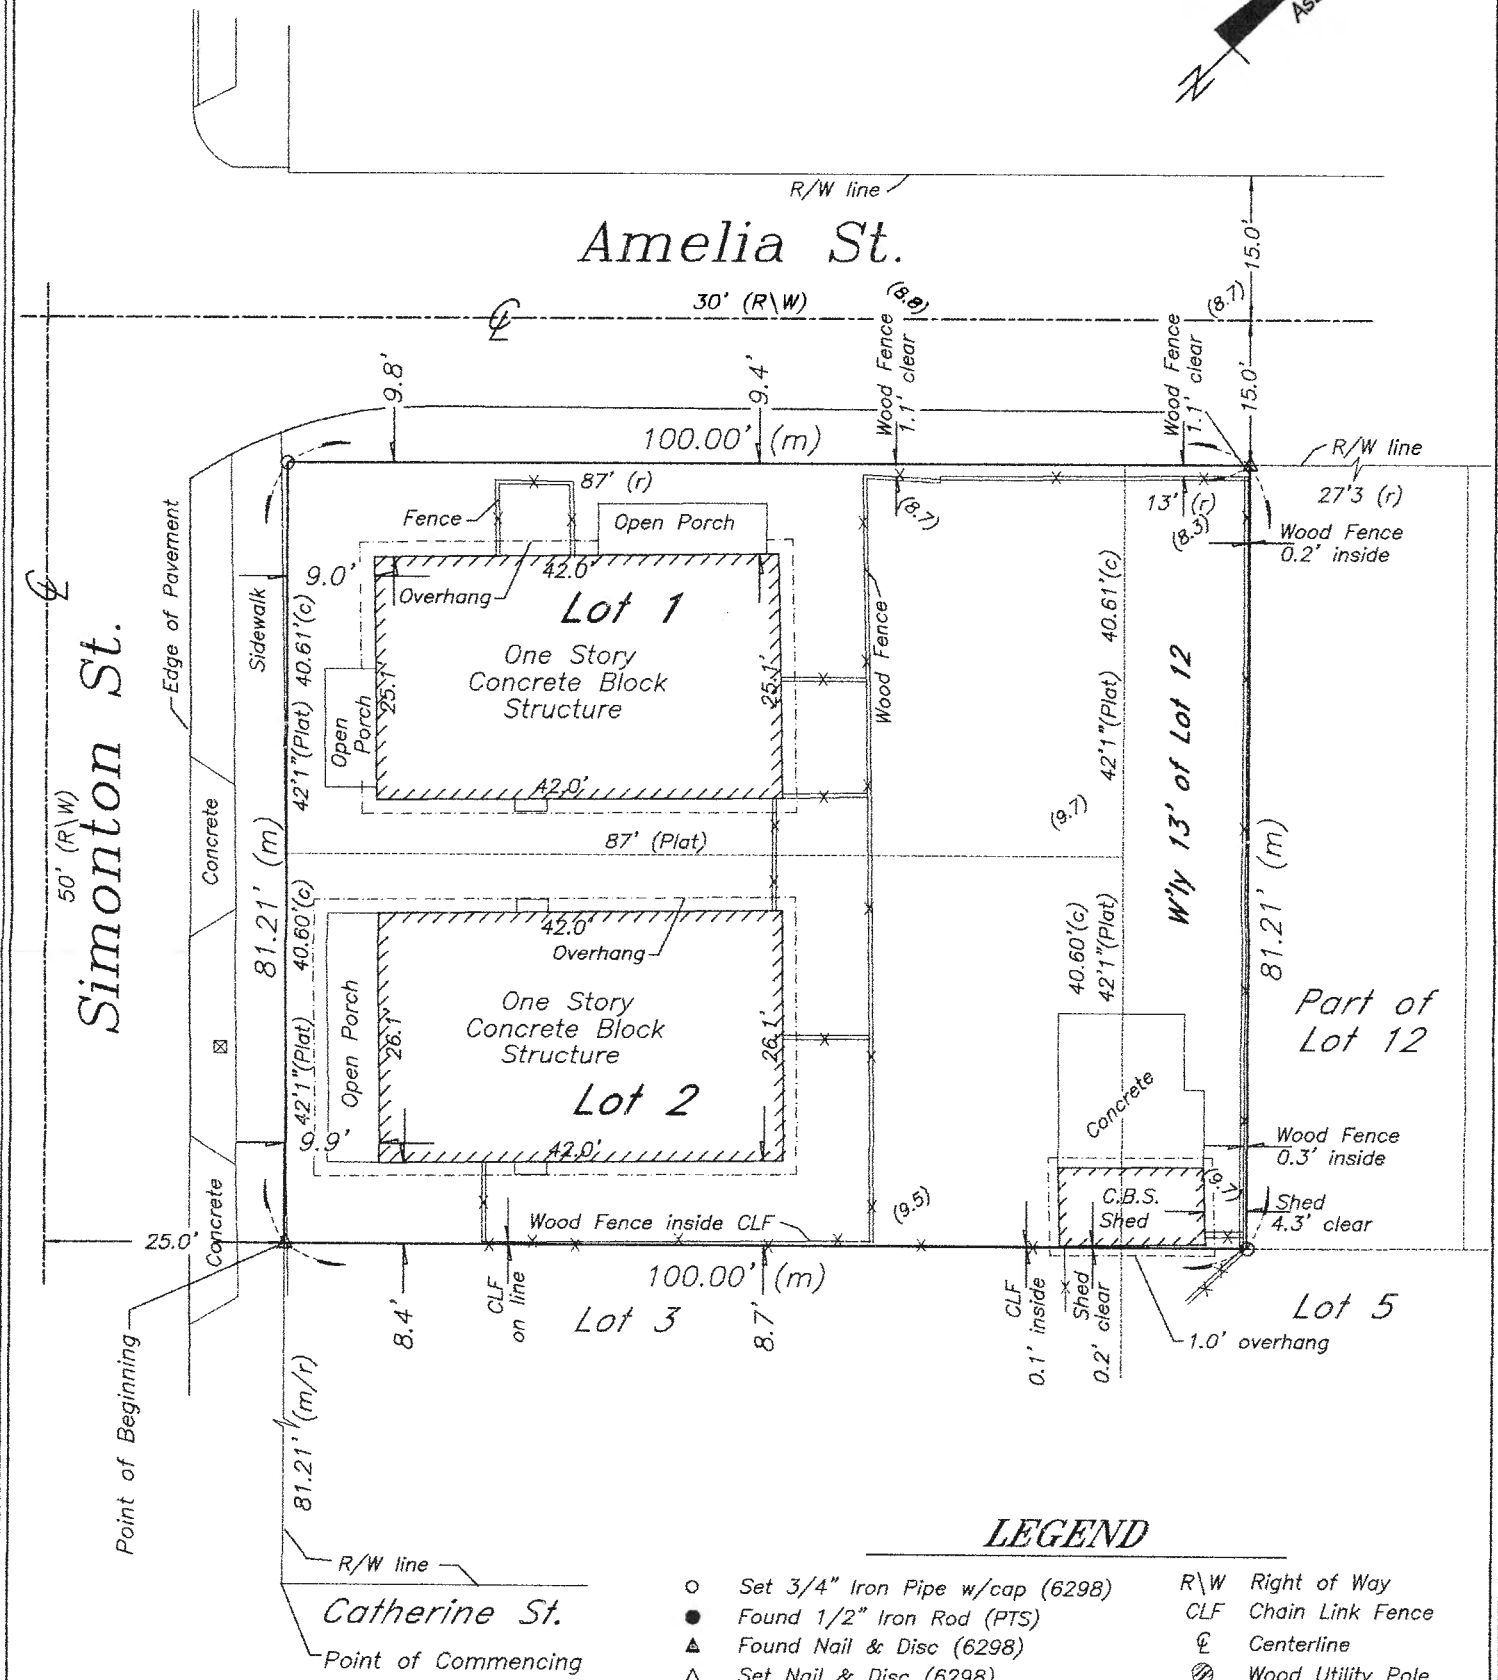 N
R/W line
Amelia St.
15.0'
30' (R\W)
(8.8)
(8.7)
℄
9.8'
9.4'
Wood Fence
1.1' clear
Wood Fence
1.1' clear
15.0'
100.00' (m)
R/W line
87' (r)
27'3 (r)
Fence
Open Porch
(8.7)
13' (r)
(8.3)
Wood Fence
0.2' inside
Edge of Pavement
℄
9.0'
Overhang
42.0'
Lot 1
One Story
Concrete Block
Structure
Sidewalk
40.61'(c)
42'1"(Plat)
Open
Porch
25.1'
25.1'
Wood Fence
40.61'(c)
42'1"(Plat)
W'ly 13' of Lot 12
Simonton St.
50' (R\W)
Concrete
42.0'
87' (Plat)
(9.7)
81.21' (m)
81.21' (m)
40.60'(c)
42'1"(Plat)
42.0'
Overhang
One Story
Concrete Block
Structure
Lot 2
Open Porch
26.1'
26.1'
40.60'(c)
42'1"(Plat)
Part of
Lot 12
Concrete
9.9'
42.0'
Wood Fence
0.3' inside
C.B.S.
Shed
(9.7)
Shed
4.3' clear
(9.5)
Wood Fence inside CLF
25.0'
Concrete
100.00' (m)
8.4'
CLF
on line
Lot 3
8.7'
CLF
0.1' inside
Shed
0.2' clear
1.0' overhang
Lot 5
Point of Beginning
81.21' (m/r)
R/W line
Catherine St.
Point of Commencing
LEGEND
Set 3/4" Iron Pipe w/cap (6298)
Found 1/2" Iron Rod (PTS)
Found Nail & Disc (6298)
Set Nail & Disc (6298)
R\W Right of Way
CLF Chain Link Fence
℄ Centerline
Wood Utility Pole